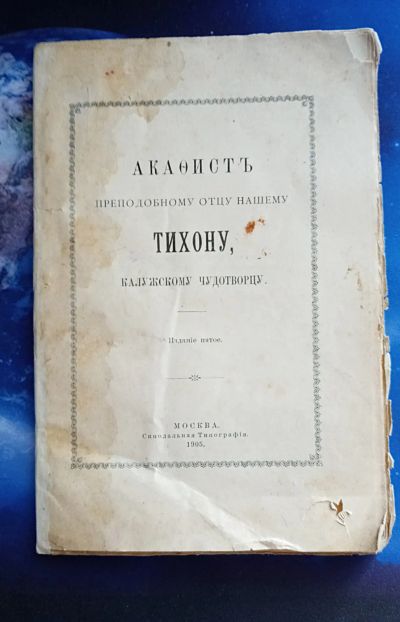 АКАѲИСТЪ
ПРЕПОДОБНОМУ ОТЦУ НАШЕМУ
ТИХОНУ,
КАЛУЖСКОМУ ЧУДОТВОРЦУ.
Изданіе пятое.
МОСКВА.
Синодальная Типографія.
1905.